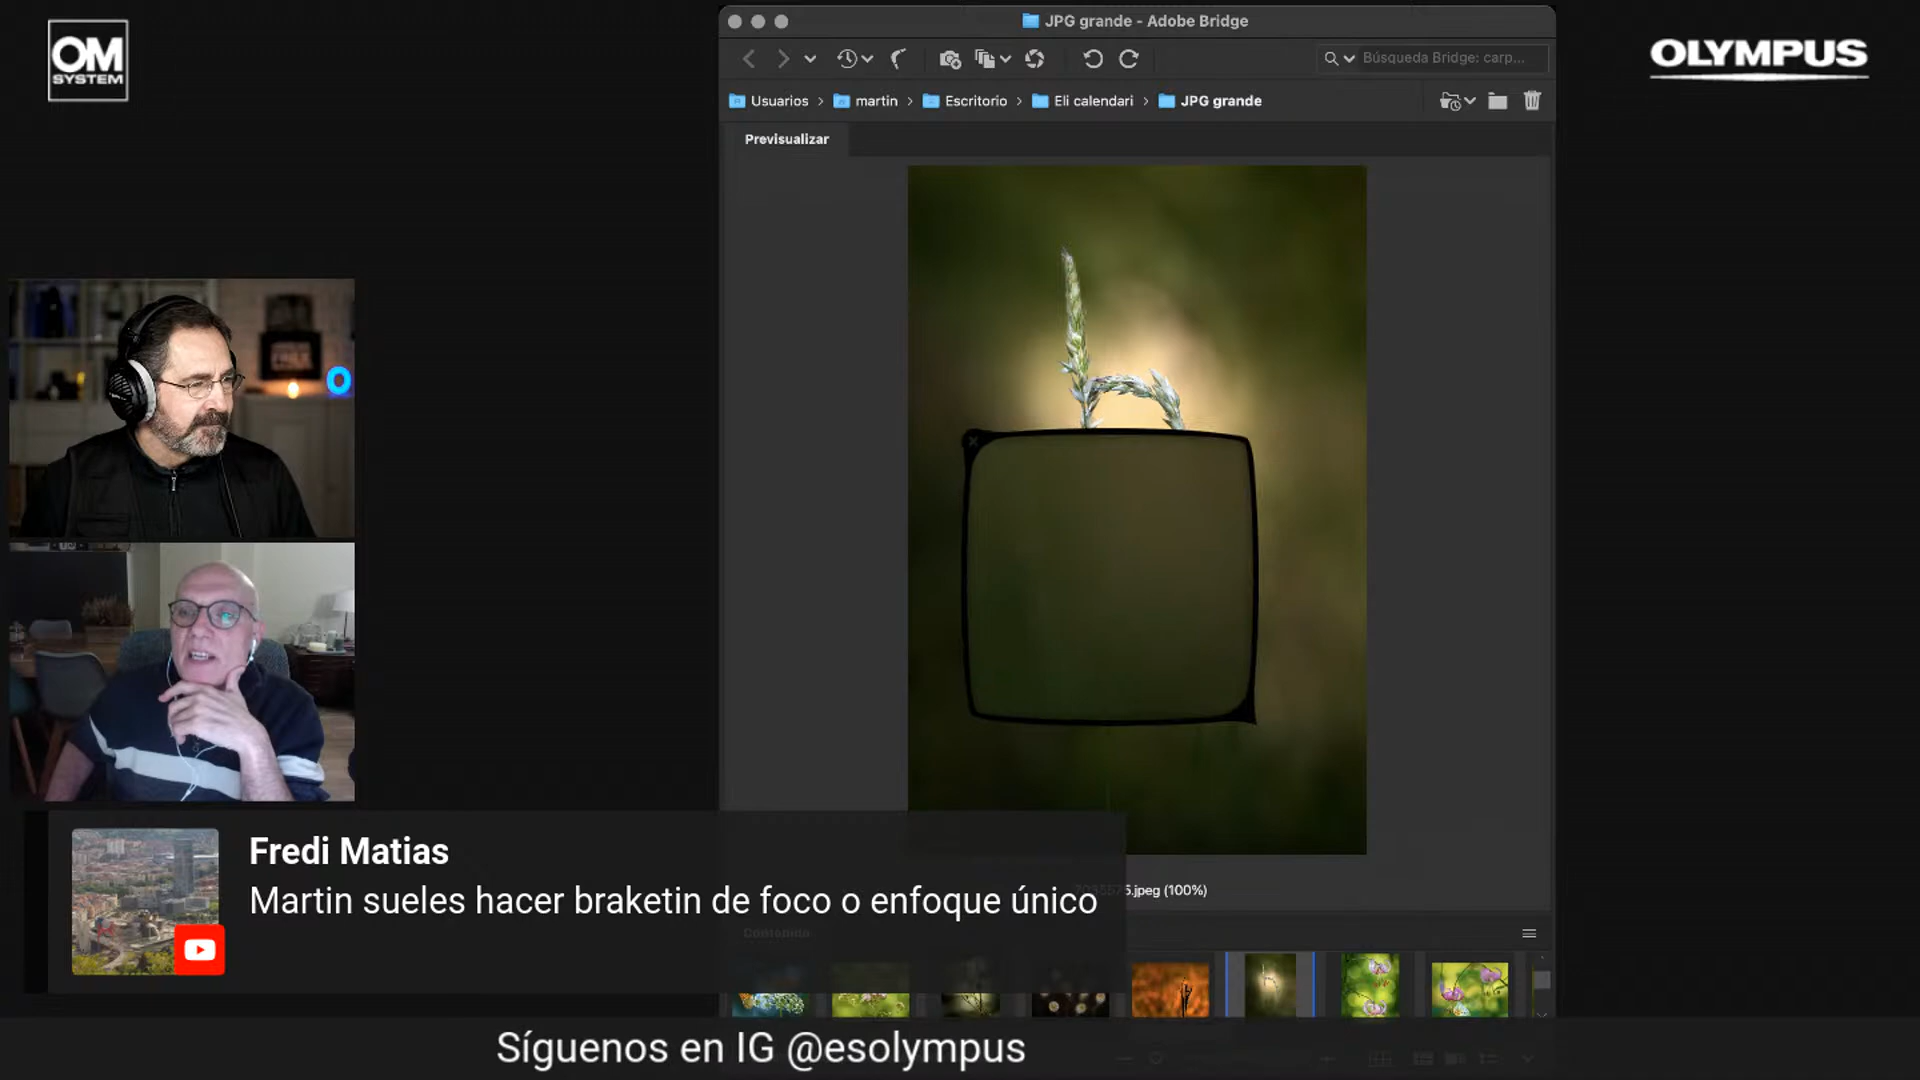 OM
SYSTEM
JPG grande - Adobe Bridge
OLYMPUS
Búsqueda Bridge: carp...
Usuarios
martin
Escritorio
Eli calendari
JPG grande
Previsualizar
Fredi Matias
Martin sueles hacer braketin de foco o enfoque único
.jpeg (100%)
Contenido
Síguenos en IG @esolympus